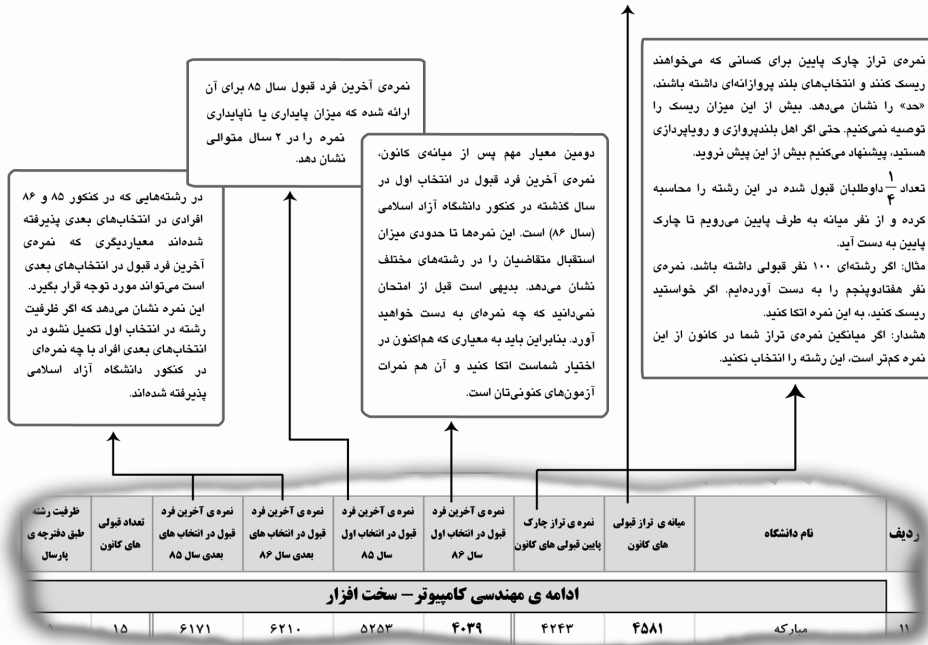 نمره‌ی تراز چارک پایین برای کسانی که می‌خواهند
ریسک کنند و انتخاب‌های بلند پروازانه‌ای داشته باشند،
«حد» را نشان می‌دهد. بیش از این میزان ریسک را
توصیه نمی‌کنیم. حتی اگر اهل بلندپروازی و رویاپردازی
هستید، پیشنهاد می‌کنیم بیش از این پیش نروید.
تعداد ۱/۴ داوطلبان قبول شده در این رشته را محاسبه
کرده و از نفر میانه به طرف پایین می‌رویم تا چارک
پایین به دست آید.
مثال: اگر رشته‌ای ۱۰۰ نفر قبولی داشته باشد، نمره‌ی
نفر هفتادوپنجم را به دست آورده‌ایم. اگر خواستید
ریسک کنید، به این نمره اتکا کنید.
هشدار: اگر میانگین نمره‌ی تراز شما در کانون از این
نمره کم‌تر است، این رشته را انتخاب نکنید.
نمره‌ی آخرین فرد قبول سال ۸۵ برای آن
ارائه شده که میزان پایداری یا ناپایداری
نمره را در ۲ سال متوالی
نشان دهد.
دومین معیار مهم پس از میانه‌ی کانون،
نمره‌ی آخرین فرد قبول در انتخاب اول در
سال گذشته در کنکور دانشگاه آزاد اسلامی
(سال ۸۶) است. این نمره‌ها تا حدودی میزان
استقبال متقاضیان را در رشته‌های مختلف
نشان می‌دهد. بدیهی است قبل از امتحان
نمی‌دانید که چه نمره‌ای به دست خواهید
آورد. بنابراین باید به معیاری که هم‌اکنون در
اختیار شماست اتکا کنید و آن هم نمرات
آزمون‌های کنونی‌تان است.
در رشته‌هایی که در کنکور ۸۵ و ۸۶
افرادی در انتخاب‌های بعدی پذیرفته
شده‌اند معیاردیگری که نمره‌ی
آخرین فرد قبول در انتخاب‌های بعدی
است می‌تواند مورد توجه قرار بگیرد.
این نمره نشان می‌دهد که اگر ظرفیت
رشته در انتخاب اول تکمیل نشود در
انتخاب‌های بعدی افراد با چه نمره‌ای
در کنکور دانشگاه آزاد اسلامی
پذیرفته شده‌اند.
ردیف
نام دانشگاه
میانه ی تراز قبولی
های کانون
نمره ی تراز چارک
پایین قبولی های کانون
نمره ی آخرین فرد
قبول در انتخاب اول
سال ۸۶
نمره ی آخرین فرد
قبول در انتخاب اول
سال ۸۵
نمره ی آخرین فرد
قبول در انتخاب های
بعدی سال ۸۶
نمره ی آخرین فرد
قبول در انتخاب های
بعدی سال ۸۵
تعداد قبولی
های کانون
ظرفیت رشته
طبق دفترچه ی
پارسال
ادامه ی مهندسی کامپیوتر – سخت افزار
۱۱ مبارکه ۴۵۸۱ ۴۲۴۳ ۴۰۳۹ ۵۲۵۳ ۶۲۱۰ ۶۱۷۱ ۱۵